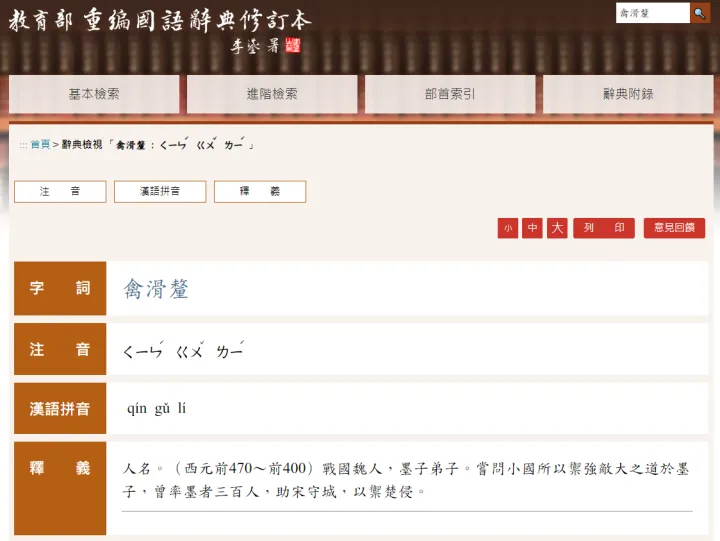 教育部 重編國語辭典修訂本
李鍌 署
禽滑釐
基本檢索
進階檢索
部首索引
辭典附錄
::: 首頁 > 辭典檢視「禽滑釐 : ㄑㄧㄣˊ ㄍㄨˇ ㄌㄧˊ 」
注 音
漢語拼音
釋 義
小
中
大
列 印
意見回饋
字 詞
禽滑釐
注 音
ㄑㄧㄣˊ ㄍㄨˇ ㄌㄧˊ
漢語拼音
qín gǔ lí
釋 義
人名。(西元前470~前400)戰國魏人,墨子弟子。嘗問小國所以禦強敵大之道於墨
子,曾率墨者三百人,助宋守城,以禦楚侵。